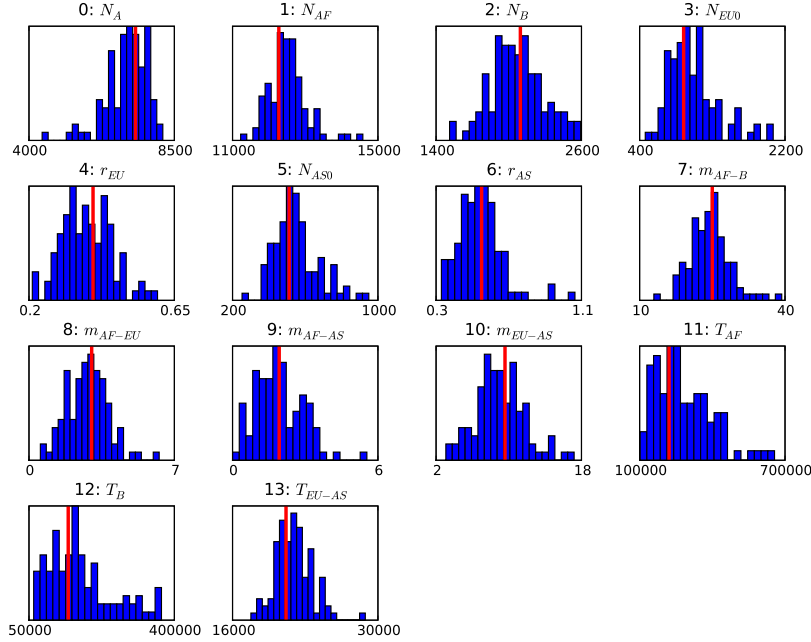 0: N_A 1: N_AF 2: N_B 3: N_EU0
4000 8500 11000 15000 1400 2600 400 2200
4: r_EU 5: N_AS0 6: r_AS 7: m_AF−B
0.2 0.65 200 1000 0.3 1.1 10 40
8: m_AF−EU 9: m_AF−AS 10: m_EU−AS 11: T_AF
0 7 0 6 2 18 100000 700000
12: T_B 13: T_EU−AS
50000 400000 16000 30000